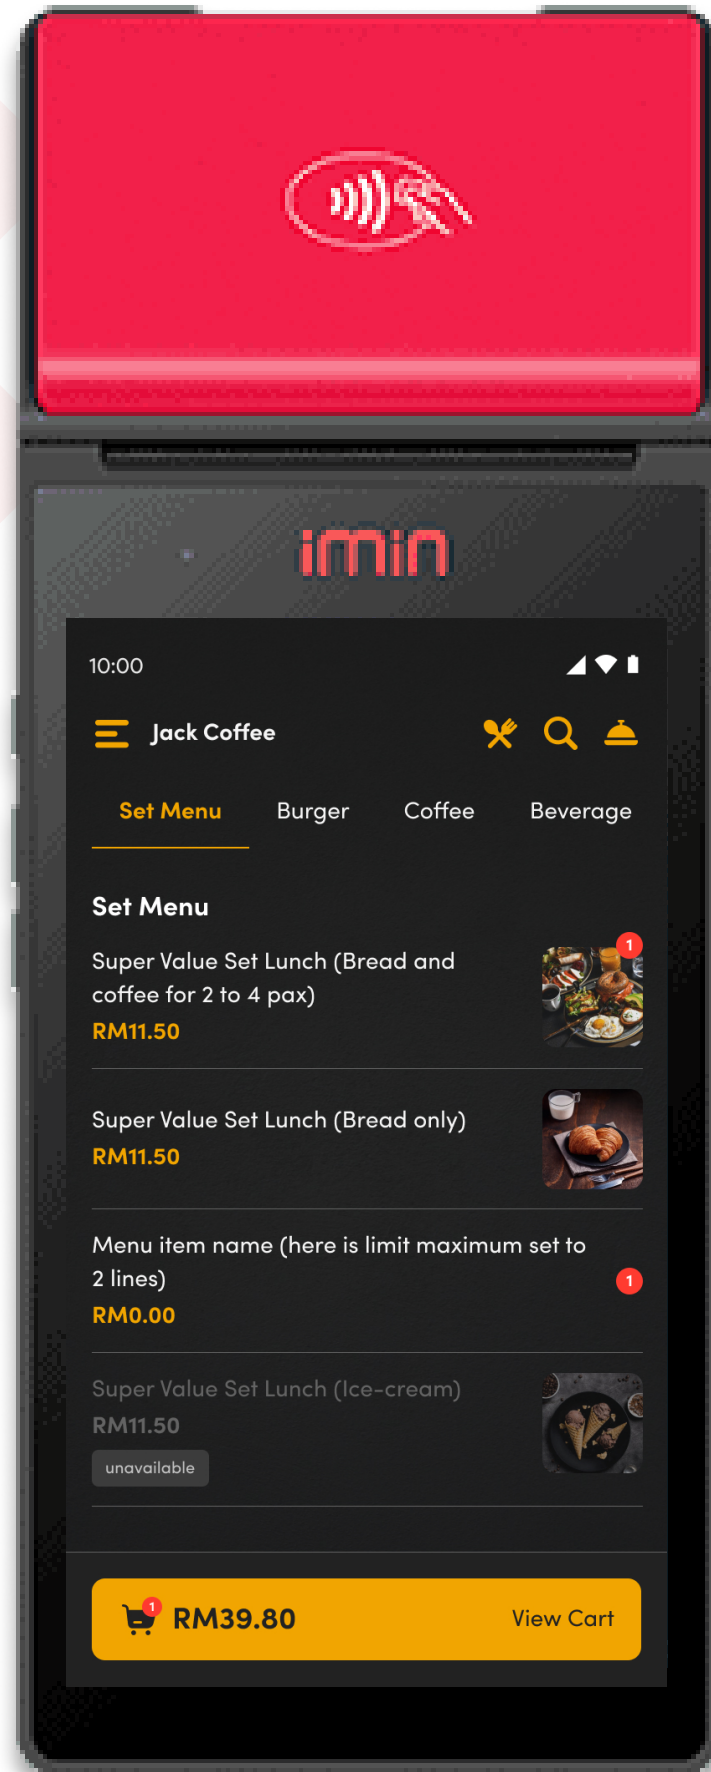 imin
10:00
Jack Coffee
Set Menu Burger Coffee Beverage
Set Menu
1
Super Value Set Lunch (Bread and
coffee for 2 to 4 pax)
RM11.50
Super Value Set Lunch (Bread only)
RM11.50
Menu item name (here is limit maximum set to
2 lines)
1
RM0.00
Super Value Set Lunch (Ice-cream)
RM11.50
unavailable
1
RM39.80 View Cart